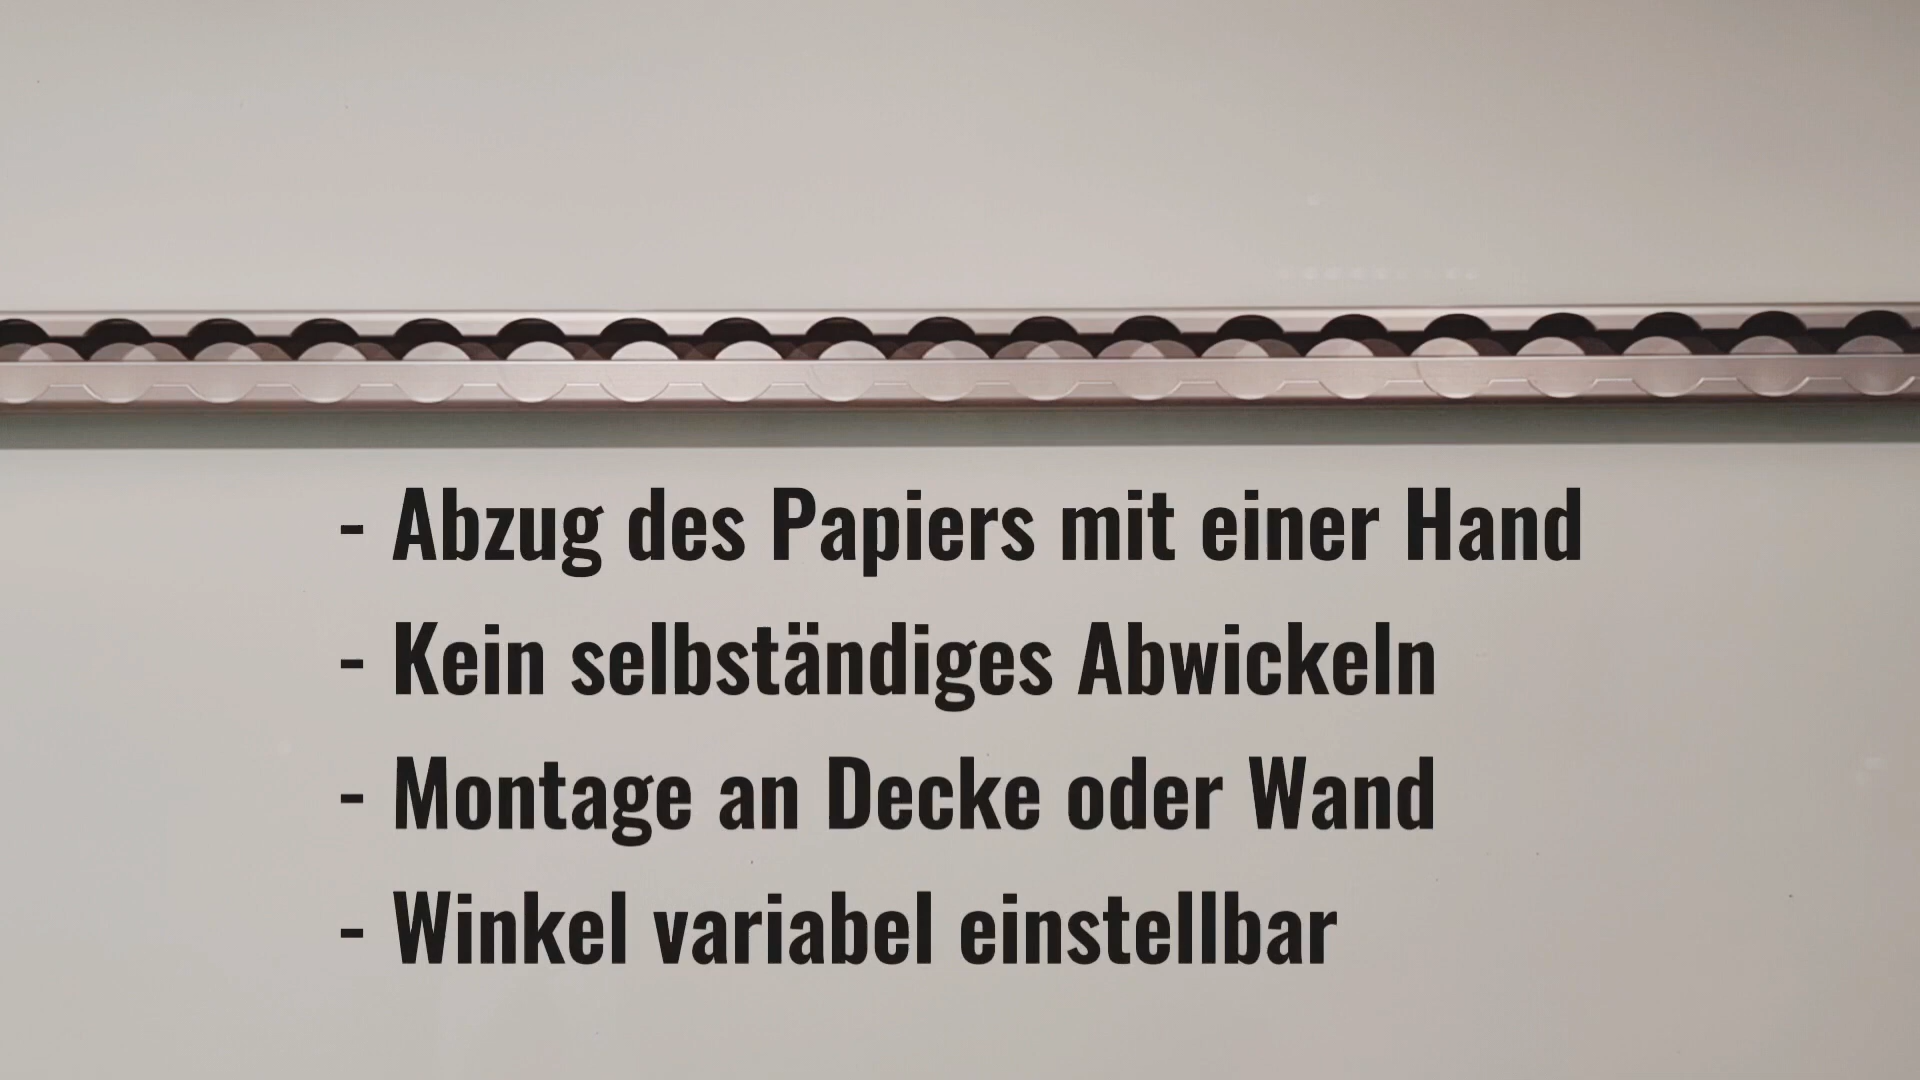 - Abzug des Papiers mit einer Hand
- Kein selbständiges Abwickeln
- Montage an Decke oder Wand
- Winkel variabel einstellbar